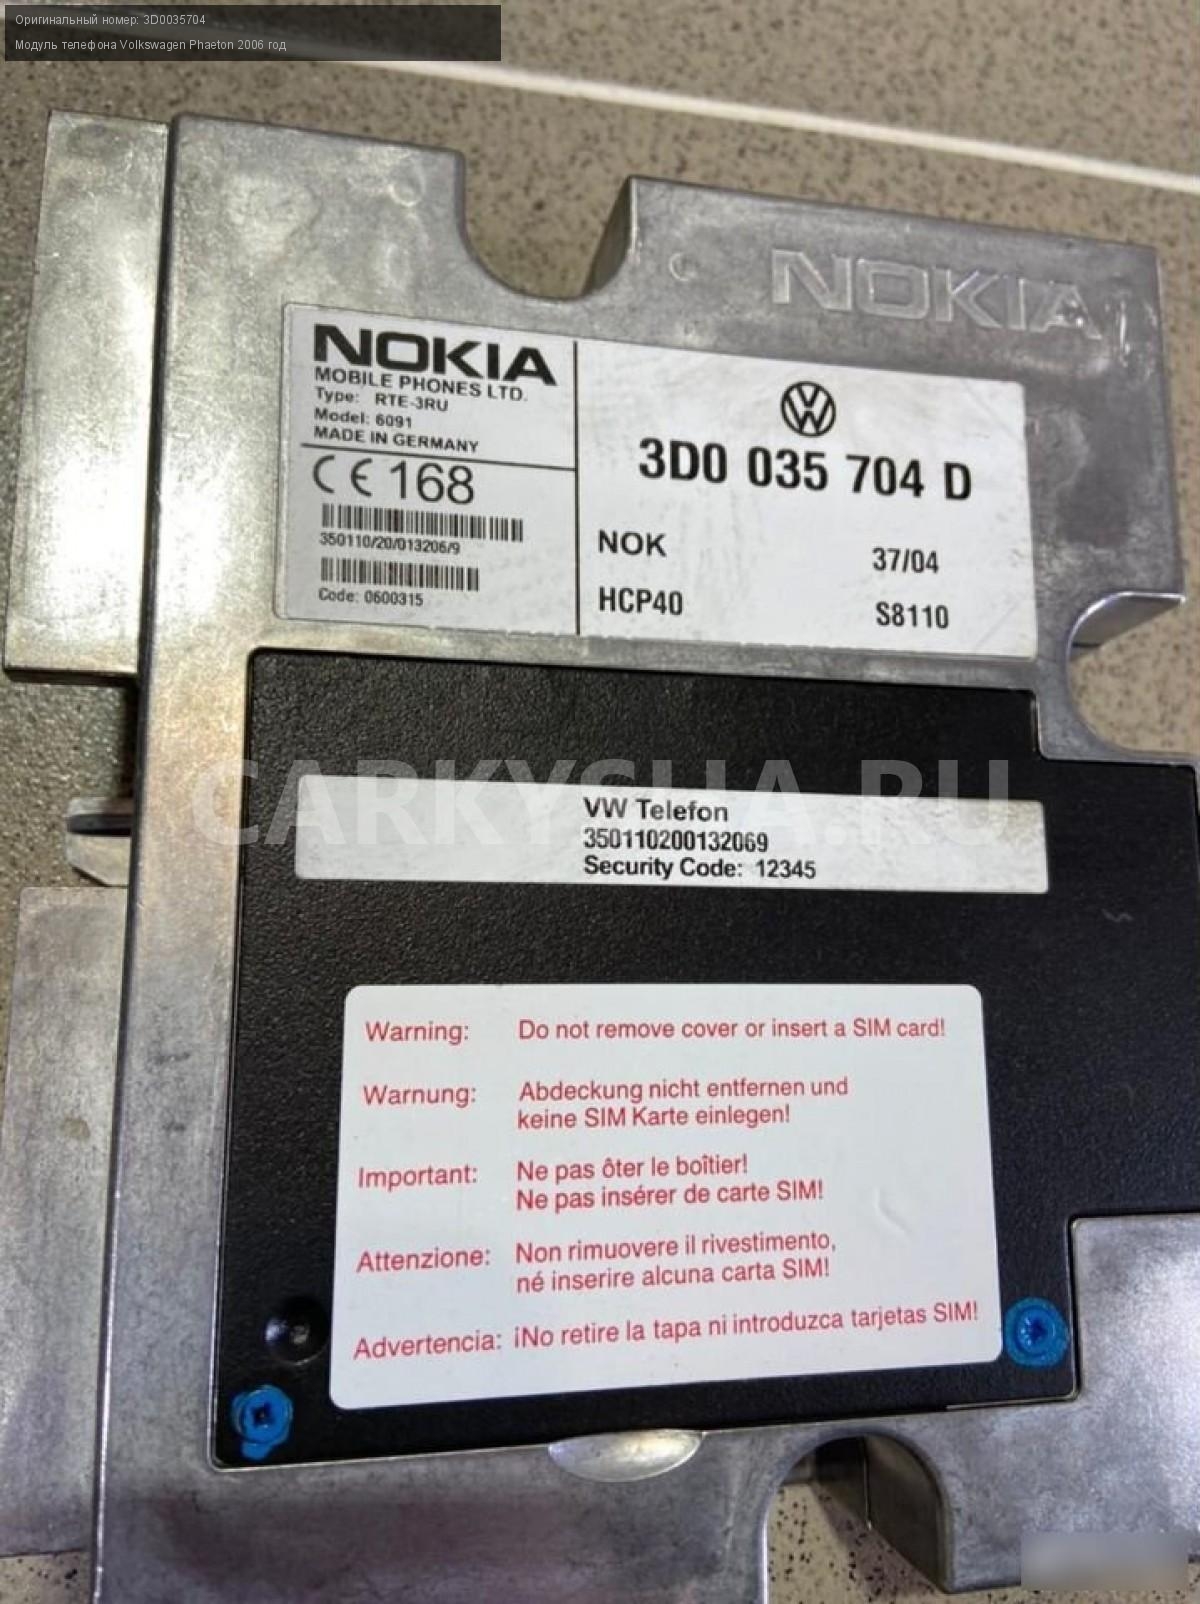 Оригинальный номер: 3D0035704
Модуль телефона Volkswagen Phaeton 2006 год
NOKIA
NOKIA
MOBILE PHONES LTD.
Type: RTE-3RU
Model: 6091
MADE IN GERMANY
CE 168
350110/20/013206/9
Code: 0600315
3D0 035 704 D
NOK 37/04
HCP40 S8110
CARKYSHA.RU
VW Telefon
350110200132069
Security Code: 12345
Warning: Do not remove cover or insert a SIM card!
Warnung: Abdeckung nicht entfernen und
keine SIM Karte einlegen!
Important: Ne pas ôter le boîtier!
Ne pas insérer de carte SIM!
Attenzione: Non rimuovere il rivestimento,
né inserire alcuna carta SIM!
Advertencia: ¡No retire la tapa ni introduzca tarjetas SIM!